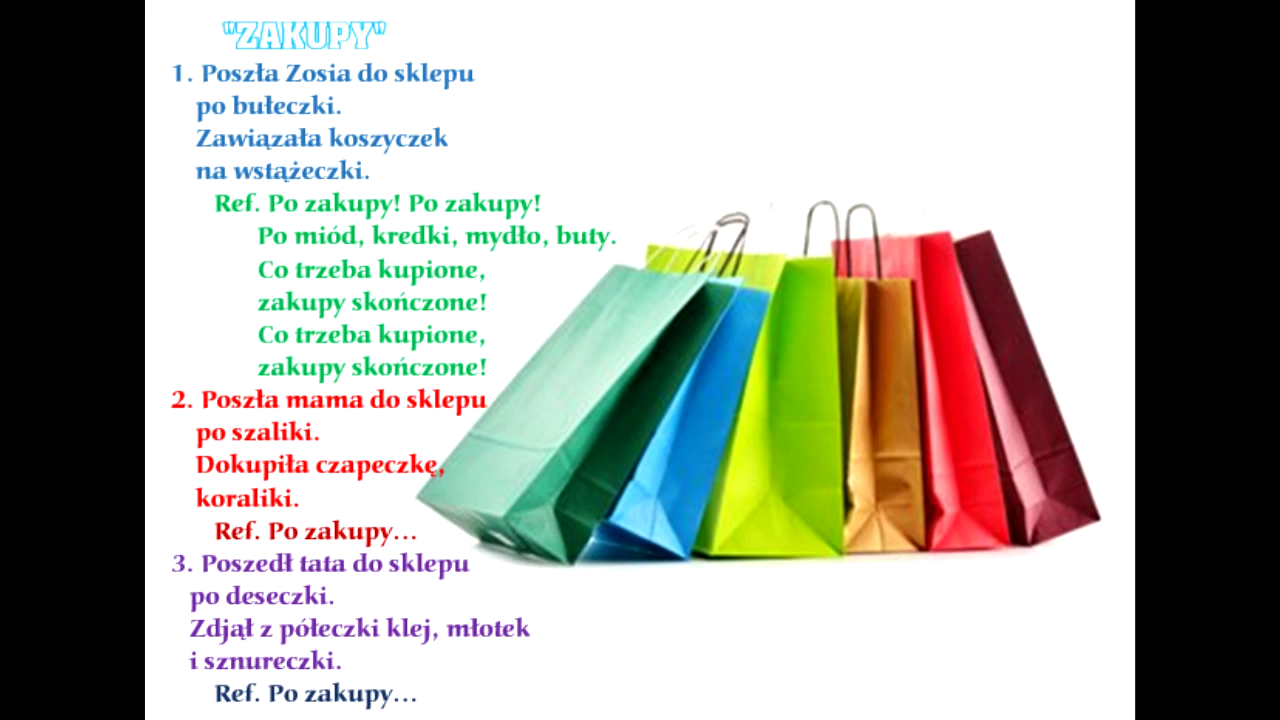 "ZAKUPY"
1. Poszła Zosia do sklepu
po bułeczki.
Zawiązała koszyczek
na wstążeczki.
Ref. Po zakupy! Po zakupy!
Po miód, kredki, mydło, buty.
Co trzeba kupione,
zakupy skończone!
Co trzeba kupione,
zakupy skończone!
2. Poszła mama do sklepu
po szaliki.
Dokupiła czapeczkę,
koraliki.
Ref. Po zakupy...
3. Poszedł tata do sklepu
po deseczki.
Zdjął z półeczki klej, młotek
i sznureczki.
Ref. Po zakupy...